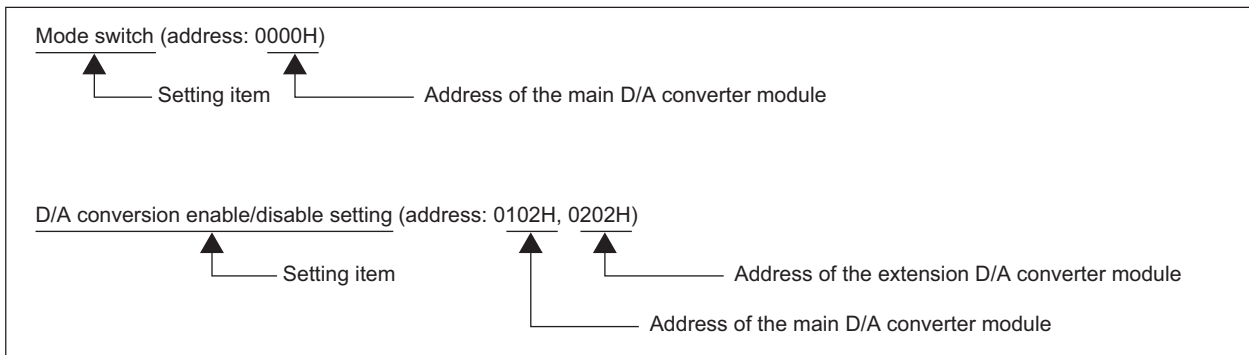 Mode switch (address: 0000H)
Setting item
Address of the main D/A converter module
D/A conversion enable/disable setting (address: 0102H, 0202H)
Setting item
Address of the extension D/A converter module
Address of the main D/A converter module